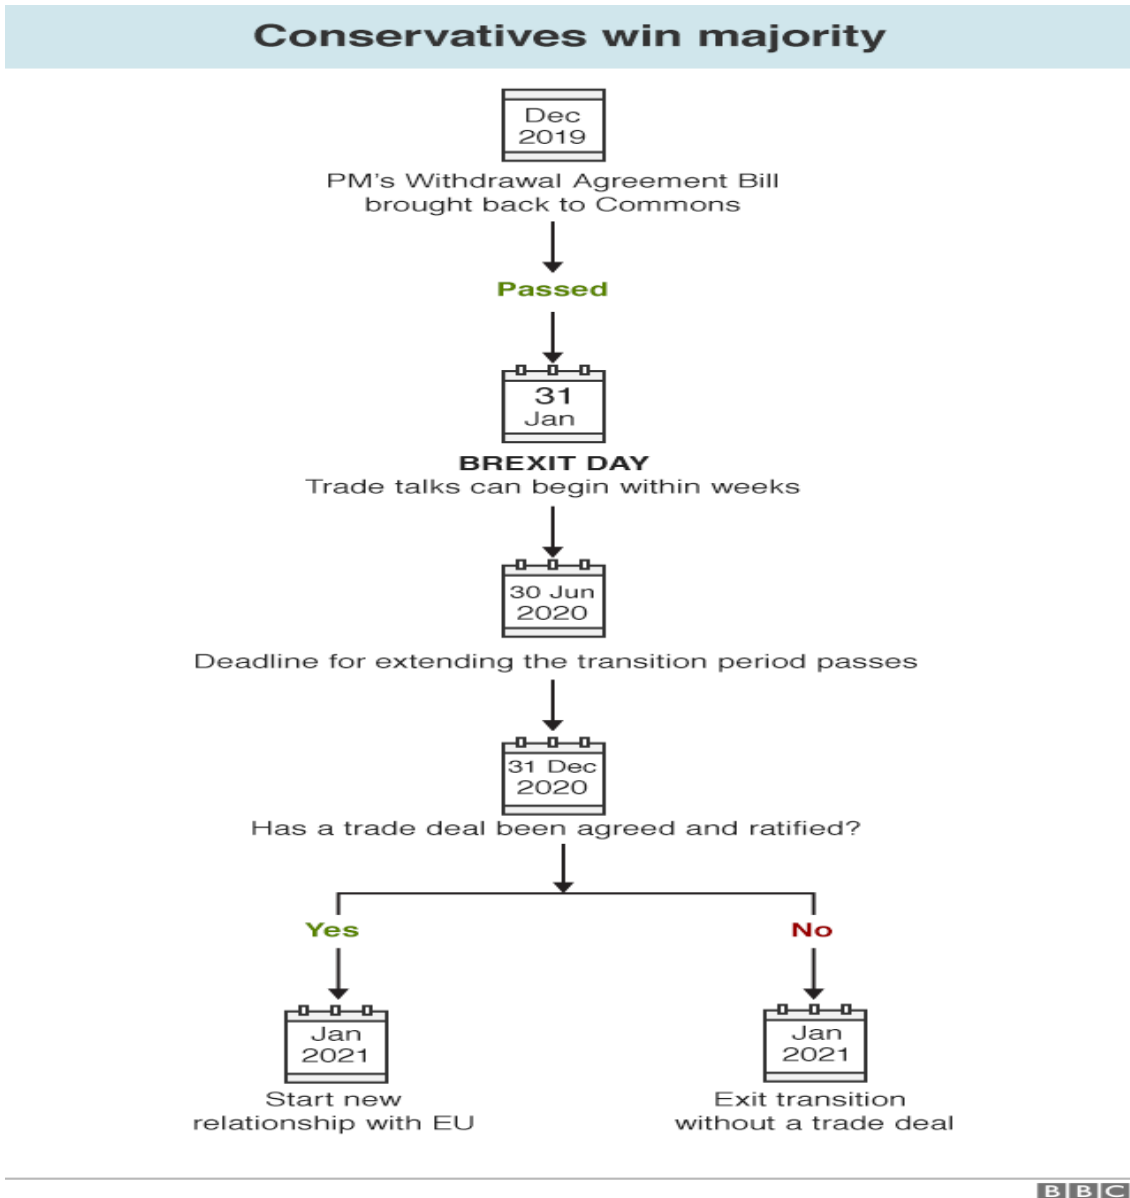 Conservatives win majority
Dec
2019
PM's Withdrawal Agreement Bill
brought back to Commons
Passed
31
Jan
BREXIT DAY
Trade talks can begin within weeks
30 Jun
2020
Deadline for extending the transition period passes
31 Dec
2020
Has a trade deal been agreed and ratified?
Yes
No
Jan
2021
Start new
relationship with EU
Jan
2021
Exit transition
without a trade deal
BBC